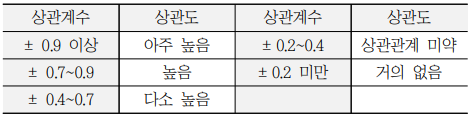 상관계수 상관도 상관계수 상관도
± 0.9 이상 아주 높음 ± 0.2~0.4 상관관계 미약
± 0.7~0.9 높음 ± 0.2 미만 거의 없음
± 0.4~0.7 다소 높음